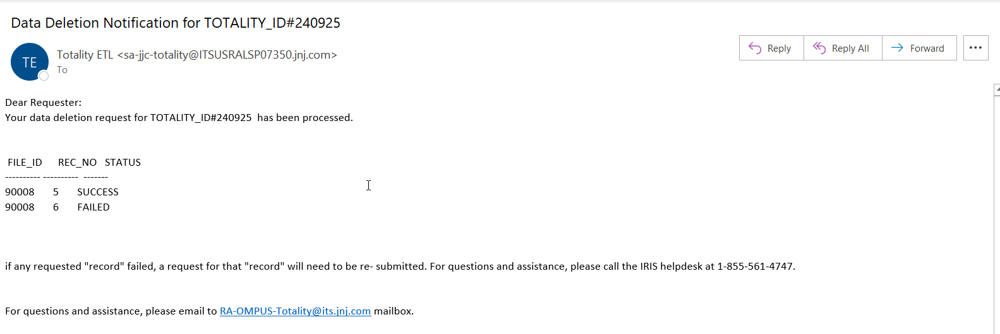 Data Deletion Notification for TOTALITY_ID#240925
TE
Totality ETL <sa-jjc-totality@ITSUSRALSP07350.jnj.com>
To
Reply
Reply All
Forward
Dear Requester:
Your data deletion request for TOTALITY_ID#240925  has been processed.
FILE_ID REC_NO STATUS
---------- ---------- -------
90008 5 SUCCESS
90008 6 FAILED
if any requested "record" failed, a request for that "record" will need to be re- submitted. For questions and assistance, please call the IRIS helpdesk at 1-855-561-4747.
For questions and assistance, please email to RA-OMPUS-Totality@its.jnj.com mailbox.